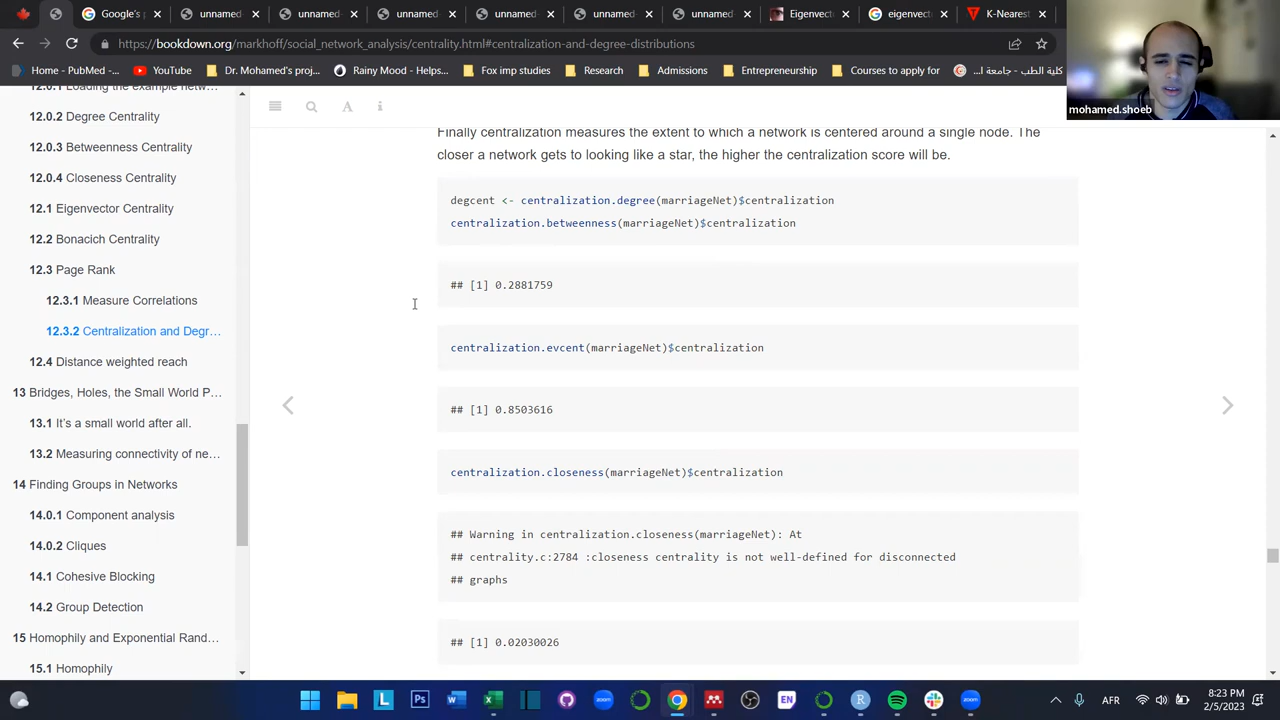 unnamed
Google's p
unnamed
unnamed
unnamed
unnamed
unnamed
unnamed
Eigenvect
eigenvect
K-Nearest
https://bookdown.org/markhoff/social_network_analysis/centrality.html#centralization-and-degree-distributions
Home - PubMed -...
YouTube
Dr. Mohamed's proj...
Rainy Mood - Helps...
Fox imp studies
Research
Admissions
Entrepreneurship
Courses to apply for
كلية الطب - جامعة ا...
mohamed.shoeb
12.0.1 Loading the example netw...
12.0.2 Degree Centrality
12.0.3 Betweenness Centrality
12.0.4 Closeness Centrality
12.1 Eigenvector Centrality
12.2 Bonacich Centrality
12.3 Page Rank
12.3.1 Measure Correlations
12.3.2 Centralization and Degr...
12.4 Distance weighted reach
13 Bridges, Holes, the Small World P...
13.1 It's a small world after all.
13.2 Measuring connectivity of ne...
14 Finding Groups in Networks
14.0.1 Component analysis
14.0.2 Cliques
14.1 Cohesive Blocking
14.2 Group Detection
15 Homophily and Exponential Rand...
15.1 Homophily
Finally centralization measures the extent to which a network is centered around a single node. The
closer a network gets to looking like a star, the higher the centralization score will be.
degcent <- centralization.degree(marriageNet)$centralization
centralization.betweenness(marriageNet)$centralization
## [1] 0.2881759
centralization.evcent(marriageNet)$centralization
## [1] 0.8503616
centralization.closeness(marriageNet)$centralization
## Warning in centralization.closeness(marriageNet): At
## centrality.c:2784 :closeness centrality is not well-defined for disconnected
## graphs
## [1] 0.02030026
AFR
8:23 PM
2/5/2023